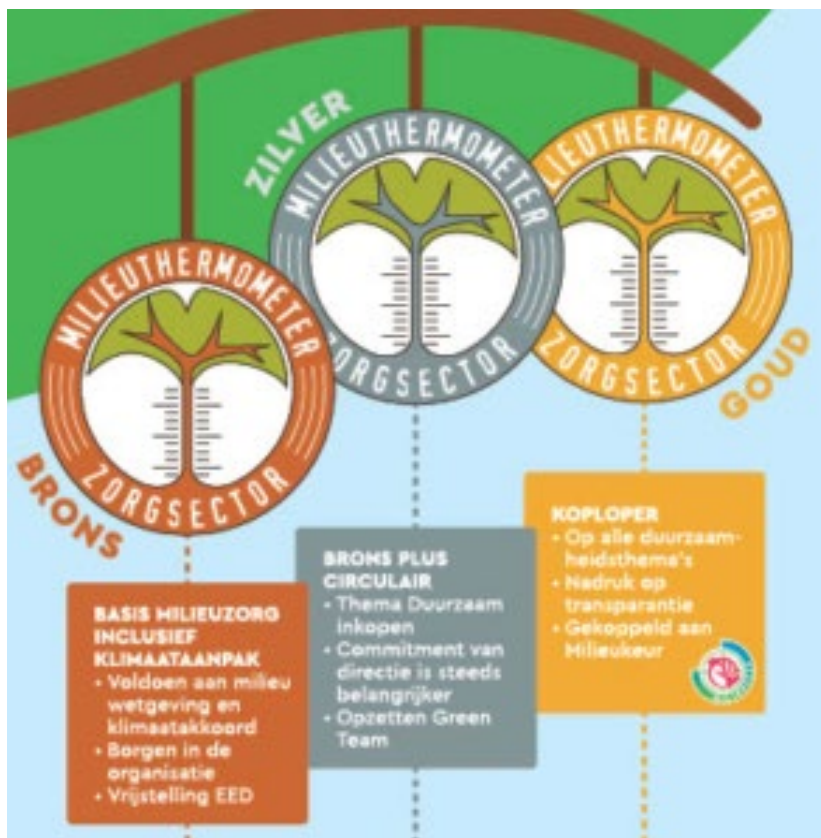 BRONS
MILIEUTHERMOMETER
ZORGSECTOR
BASIS MILIEUZORG
INCLUSIEF
KLIMAATAANPAK
• Voldoen aan milieu
wetgeving en
klimaatakkoord
• Borgen in de
organisatie
• Vrijstelling EED
ZILVER
MILIEUTHERMOMETER
ZORGSECTOR
BRONS PLUS
CIRCULAIR
• Thema Duurzaam
inkopen
• Commitment van
directie is steeds
belangrijker
• Opzetten Green
Team
GOUD
LIEUTHERMOMETER
ZORGSECTOR
KOPLOPER
• Op alle duurzaam-
heidsthema's
• Nadruk op
transparantie
• Gekoppeld aan
Milieukeur